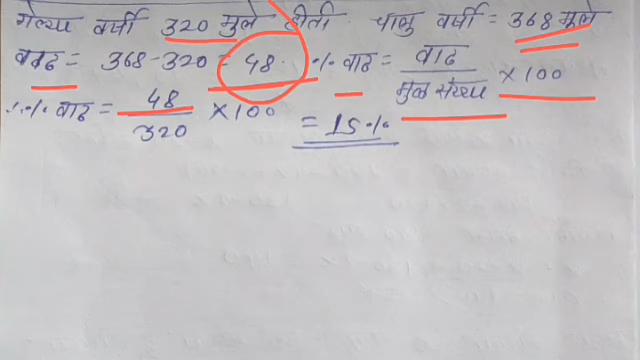 गेल्या वर्षी 320 मुले होती. चालु वर्षी = 368 मुले
वाढ = 368-320 = 48. % वाढ = वाढ / मुळ संख्या × 100
∴ % वाढ = 48 / 320 × 100 = 15%